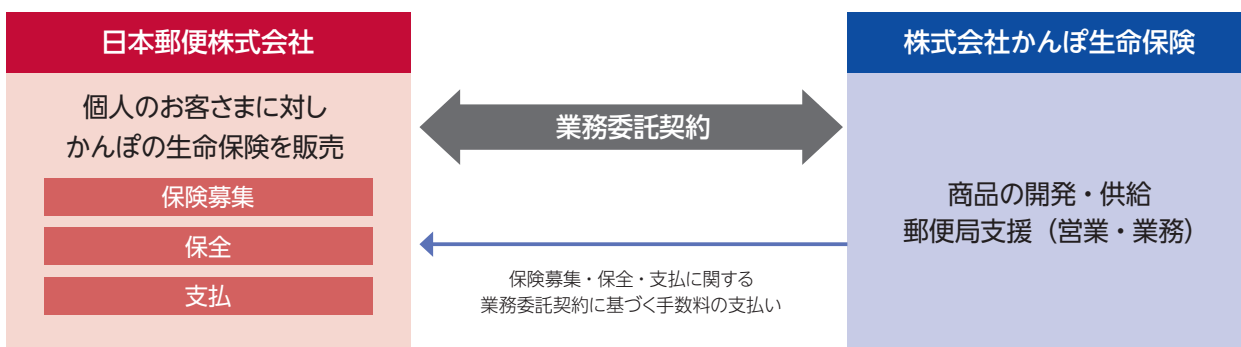 日本郵便株式会社
個人のお客さまに対し
かんぽの生命保険を販売
保険募集
保全
支払
業務委託契約
保険募集・保全・支払に関する
業務委託契約に基づく手数料の支払い
株式会社かんぽ生命保険
商品の開発・供給
郵便局支援（営業・業務）